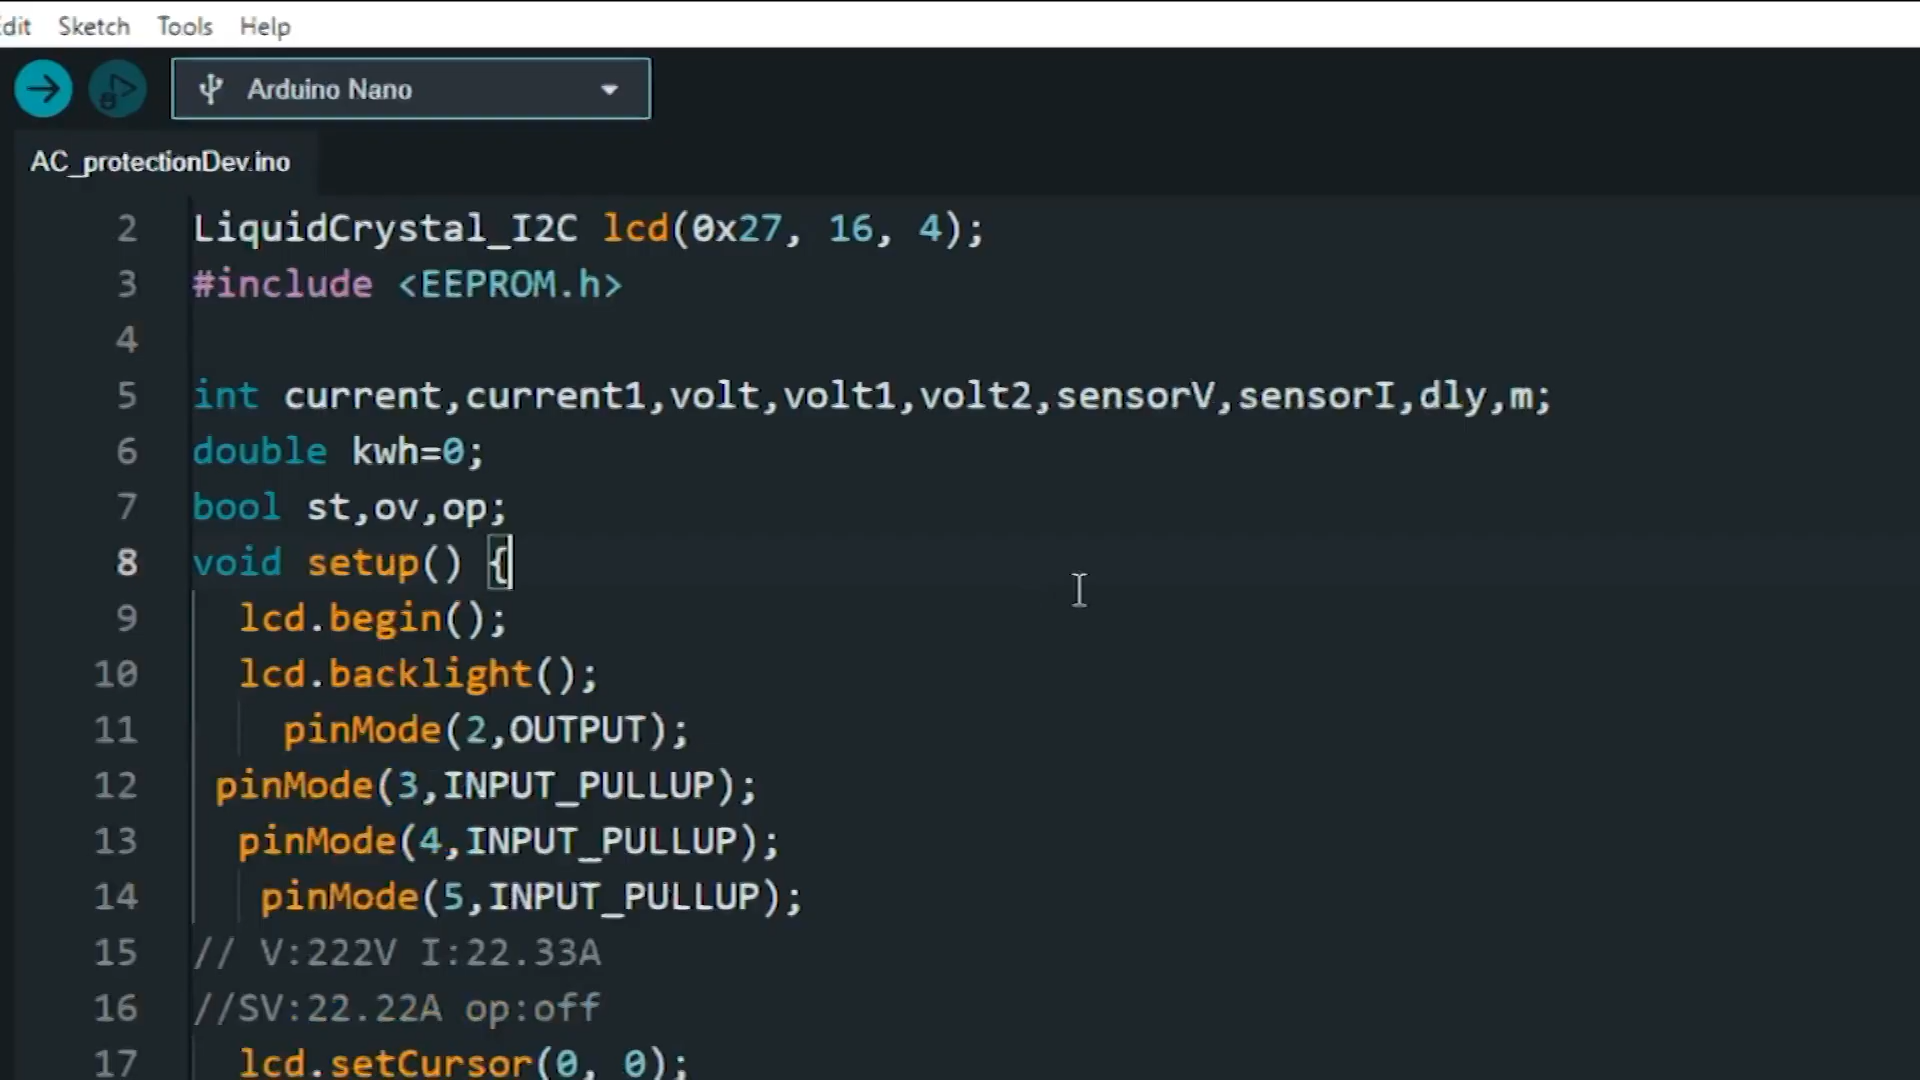 Edit Sketch Tools Help
Arduino Nano
AC_protectionDev.ino
2 LiquidCrystal_I2C lcd(0x27, 16, 4);
3 #include <EEPROM.h>
4
5 int current,current1,volt,volt1,volt2,sensorV,sensorI,dly,m;
6 double kwh=0;
7 bool st,ov,op;
8 void setup() {
9 lcd.begin();
10 lcd.backlight();
11 pinMode(2,OUTPUT);
12 pinMode(3,INPUT_PULLUP);
13 pinMode(4,INPUT_PULLUP);
14 pinMode(5,INPUT_PULLUP);
15 // V:222V I:22.33A
16 //SV:22.22A op:off
17 lcd.setCursor(0, 0);